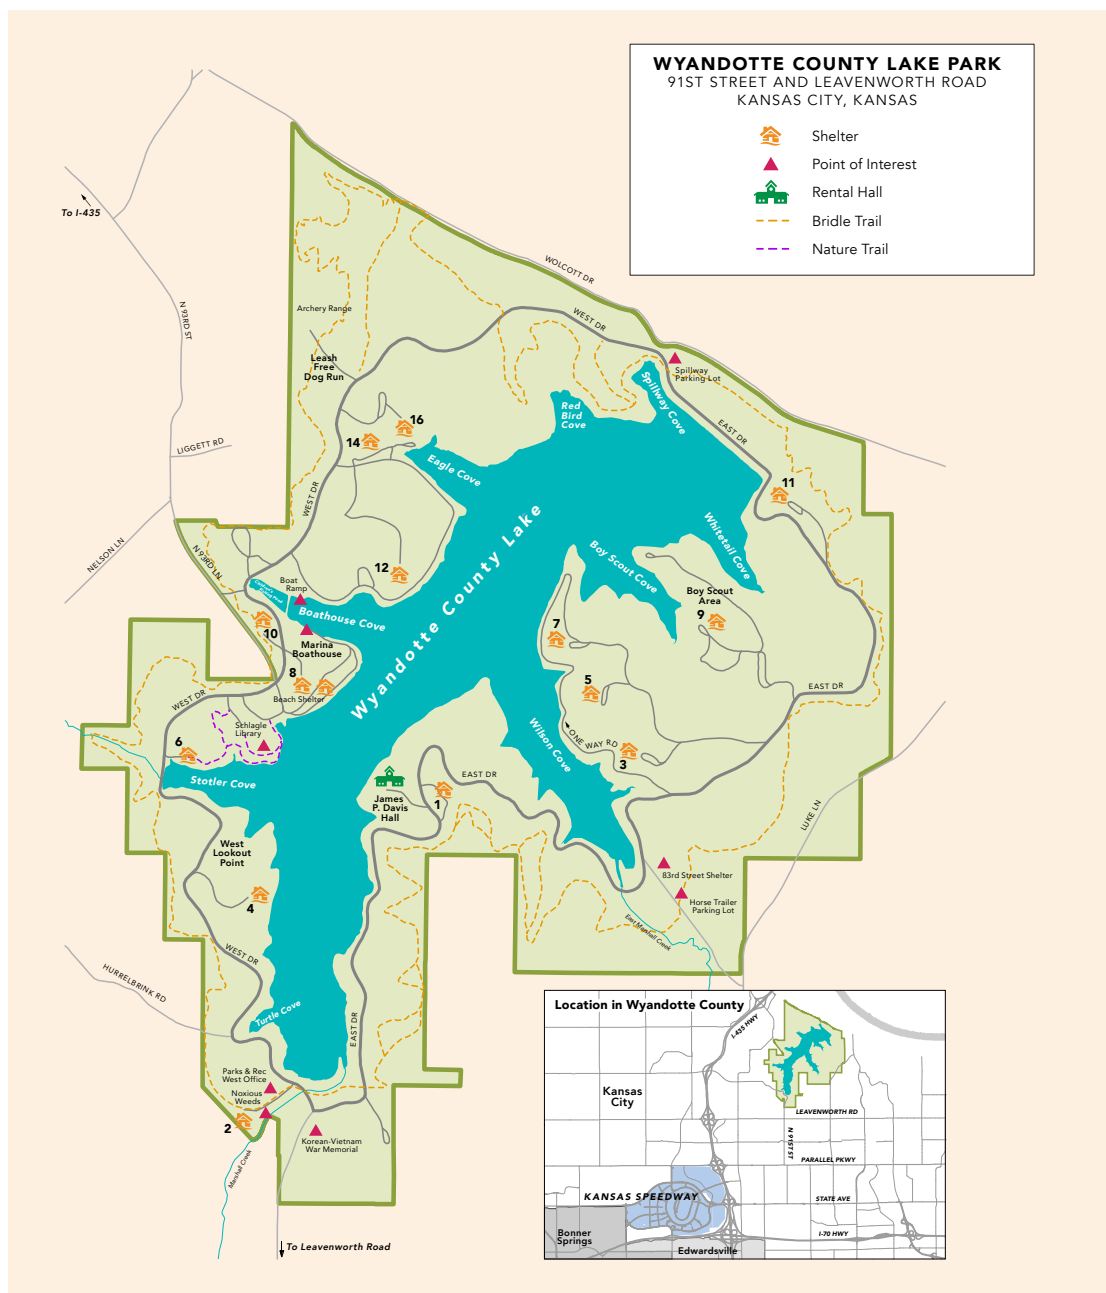 WYANDOTTE COUNTY LAKE PARK
91ST STREET AND LEAVENWORTH ROAD
KANSAS CITY, KANSAS
Shelter
Point of Interest
Rental Hall
Bridle Trail
Nature Trail
To I-435
N 93RD ST
WOLCOTT DR
WEST DR
Archery Range
Leash
Free
Dog Run
Spillway
Parking Lot
Spillway Cove
Red
Bird
Cove
16
14
LIGGETT RD
EAST DR
Eagle Cove
11
WEST DR
Whitetail Cove
NELSON LN
N 93RD LN
Wyandotte County Lake
Boy Scout Cove
12
Boat
Ramp
Boathouse Cove
Boy Scout
Area
9
10
7
Marina
Boathouse
8
Beach Shelter
5
EAST DR
WEST DR
Schlagle
Library
6
Wilson Cove
ONE WAY RD
3
Stotler Cove
EAST DR
James
P. Davis
Hall
1
LUKE LN
West
Lookout
Point
83rd Street Shelter
4
Horse Trailer
Parking Lot
East Marshall Creek
WEST DR
HURRELBRINK RD
Turtle Cove
EAST DR
Parks & Rec
West Office
Noxious
Weeds
2
Korean-Vietnam
War Memorial
Marshall Creek
To Leavenworth Road
Location in Wyandotte County
I-435 HWY
Kansas
City
LEAVENWORTH RD
N 91ST ST
PARALLEL PKWY
KANSAS SPEEDWAY
STATE AVE
Bonner
Springs
I-70 HWY
Edwardsville